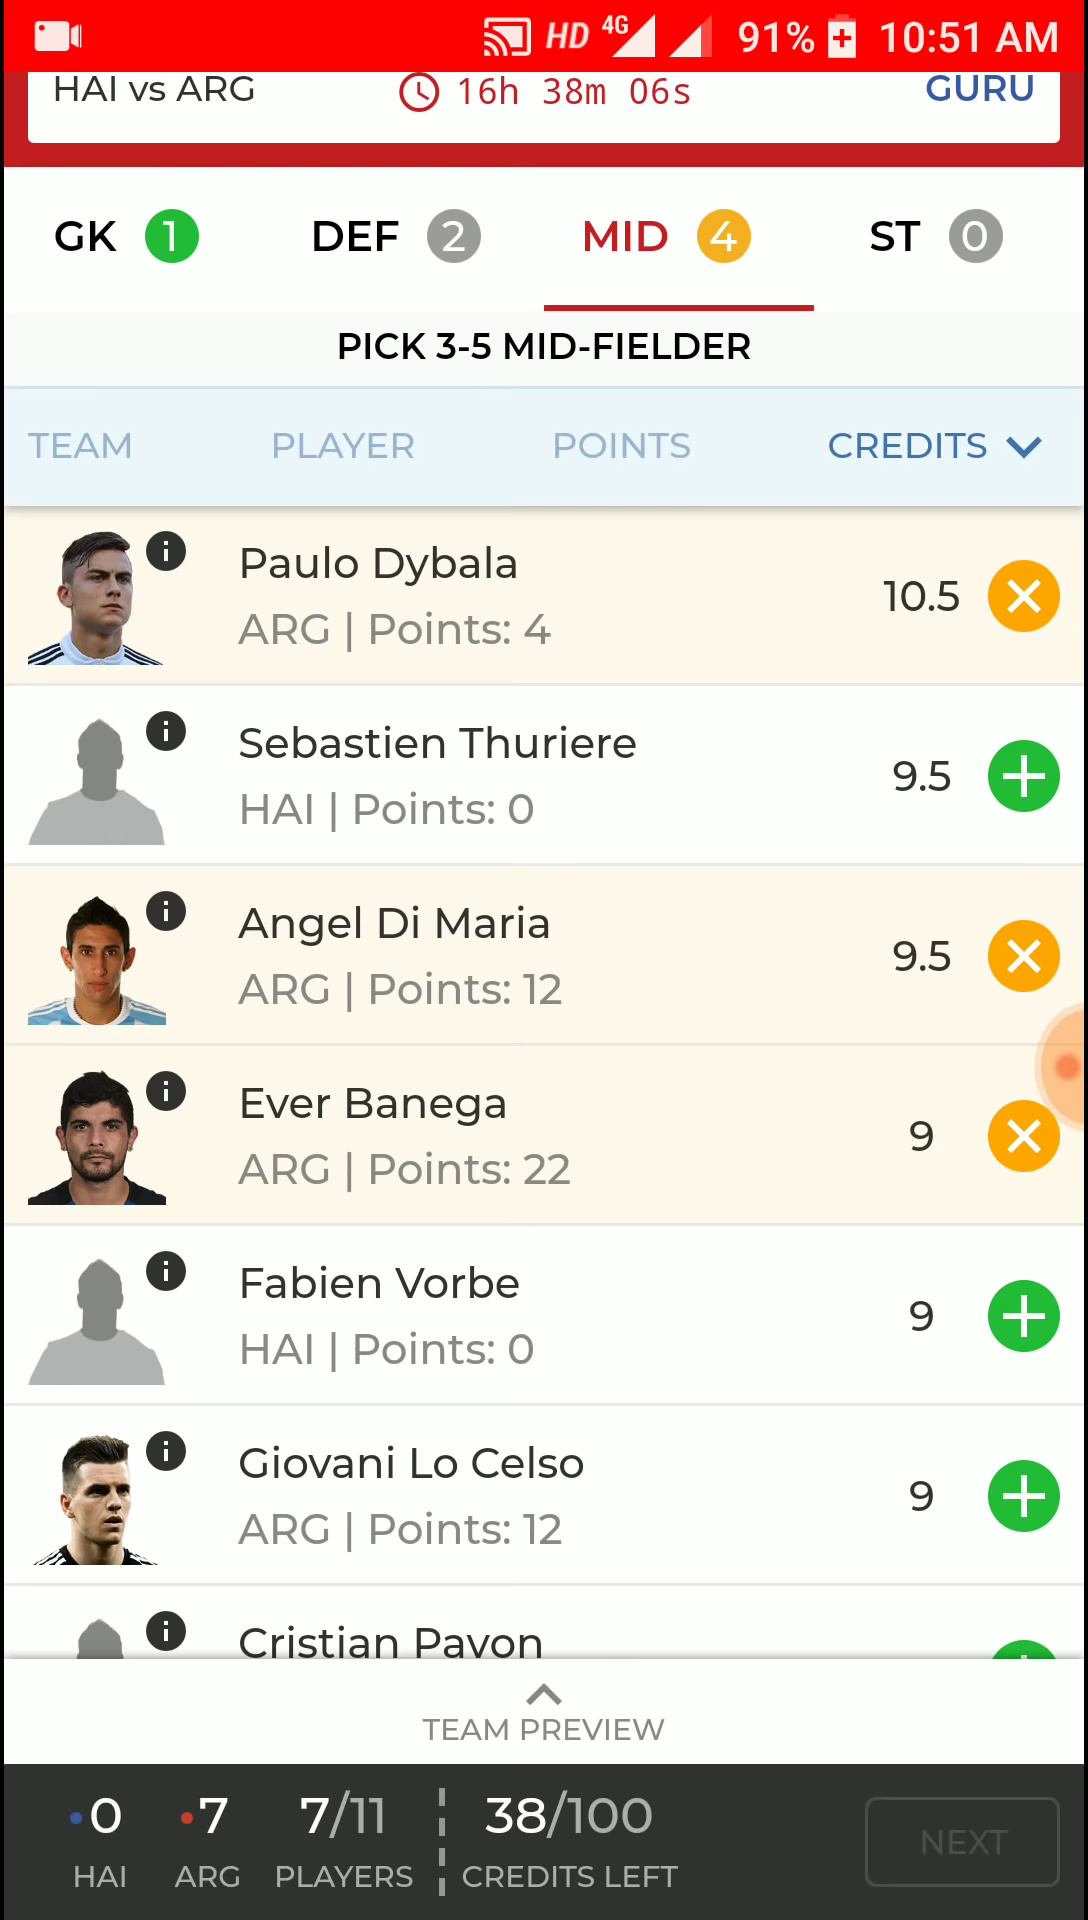 HD 4G 91% 10:51 AM
HAI vs ARG 16h 38m 06s GURU
GK 1 DEF 2 MID 4 ST 0
PICK 3-5 MID-FIELDER
TEAM PLAYER POINTS CREDITS
Paulo Dybala
ARG | Points: 4
10.5
Sebastien Thuriere
HAI | Points: 0
9.5
Angel Di Maria
ARG | Points: 12
9.5
Ever Banega
ARG | Points: 22
9
Fabien Vorbe
HAI | Points: 0
9
Giovani Lo Celso
ARG | Points: 12
9
Cristian Pavon
TEAM PREVIEW
0 7 7/11 38/100
HAI ARG PLAYERS CREDITS LEFT
NEXT